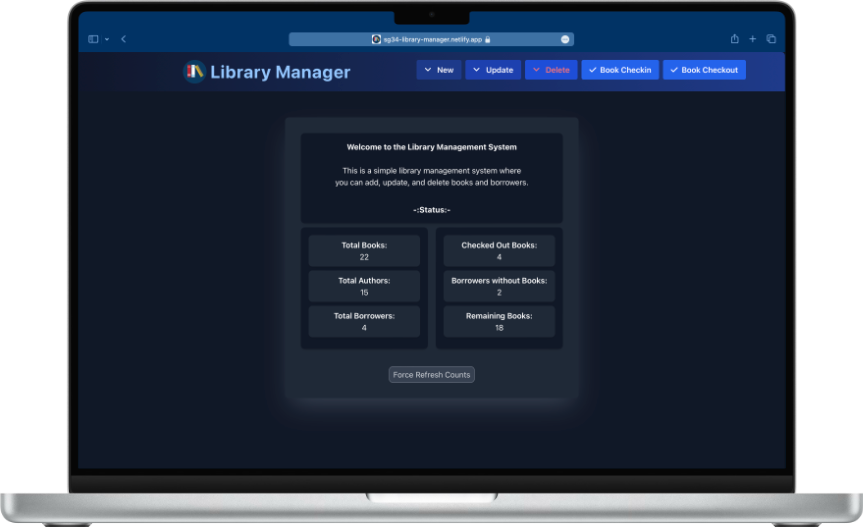 sg34-library-manager.netlify.app
Library Manager
New
Update
Delete
Book Checkin
Book Checkout
Welcome to the Library Management System
This is a simple library management system where
you can add, update, and delete books and borrowers.
-:Status:-
Total Books:
22
Checked Out Books:
4
Total Authors:
15
Borrowers without Books:
2
Total Borrowers:
4
Remaining Books:
18
Force Refresh Counts